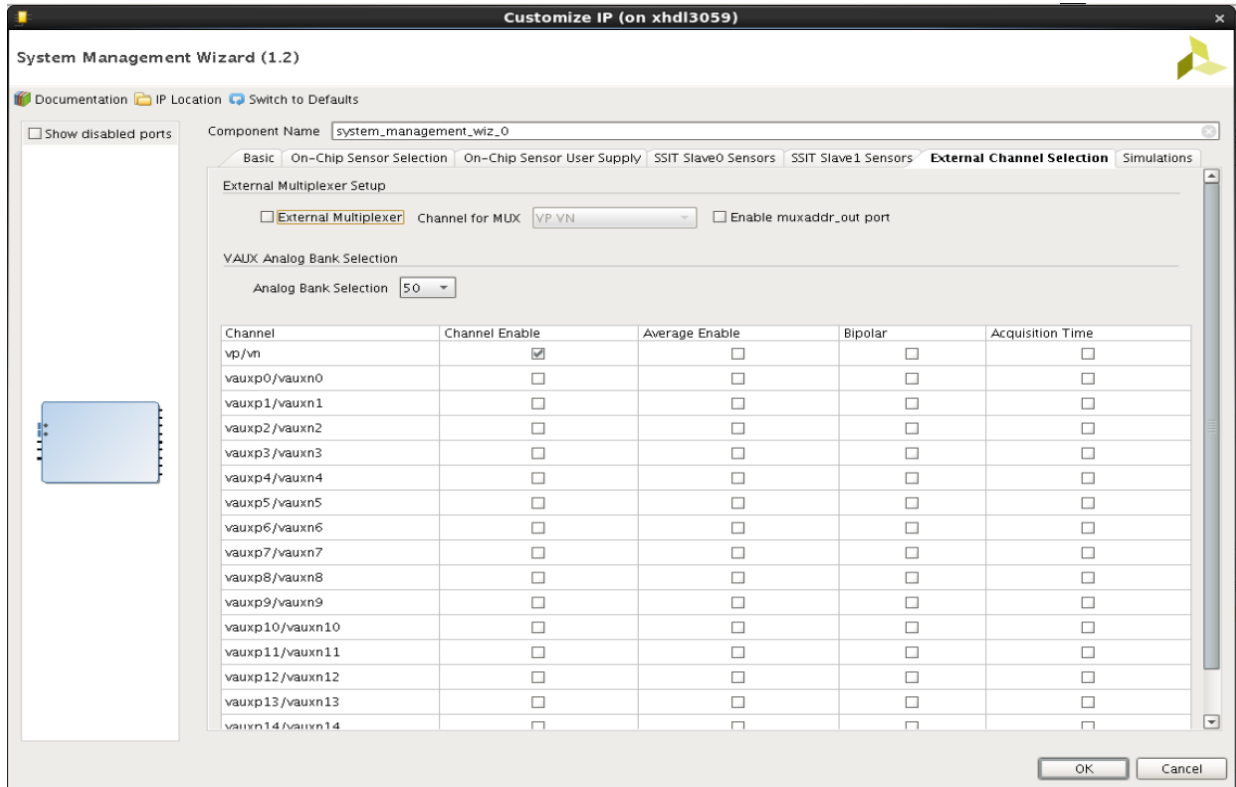 Customize IP (on xhdl3059)
System Management Wizard (1.2)
Documentation IP Location Switch to Defaults
Show disabled ports
Component Name system_management_wiz_0
Basic On-Chip Sensor Selection On-Chip Sensor User Supply SSIT Slave0 Sensors SSIT Slave1 Sensors External Channel Selection Simulations
External Multiplexer Setup
External Multiplexer Channel for MUX VP VN Enable muxaddr_out port
VAUX Analog Bank Selection
Analog Bank Selection 50
Channel Channel Enable Average Enable Bipolar Acquisition Time
vp/vn
vauxp0/vauxn0
vauxp1/vauxn1
vauxp2/vauxn2
vauxp3/vauxn3
vauxp4/vauxn4
vauxp5/vauxn5
vauxp6/vauxn6
vauxp7/vauxn7
vauxp8/vauxn8
vauxp9/vauxn9
vauxp10/vauxn10
vauxp11/vauxn11
vauxp12/vauxn12
vauxp13/vauxn13
vauxp14/vauxn14
OK Cancel